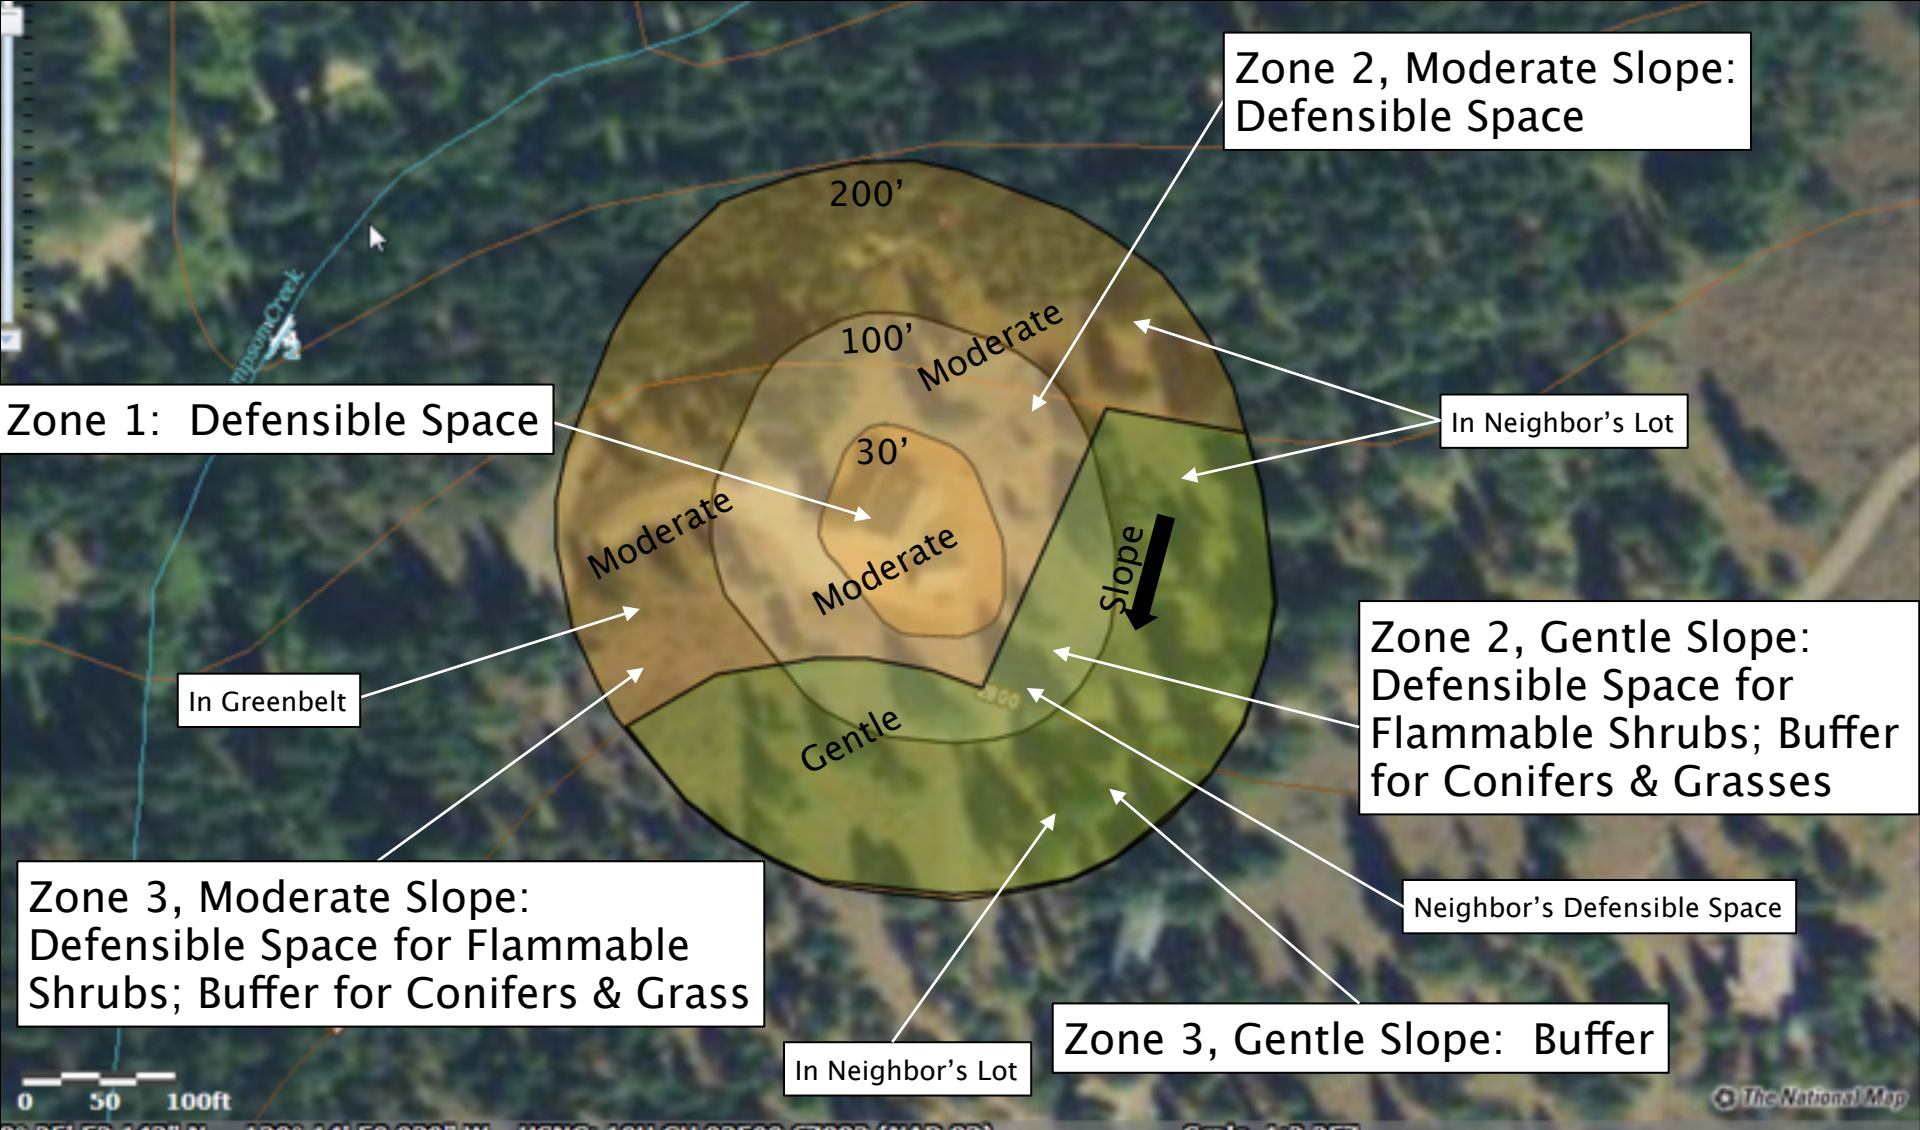 Zone 2, Moderate Slope:
Defensible Space
200’
100’
Moderate
30’
Zone 1:  Defensible Space
In Neighbor’s Lot
Moderate
Moderate
Slope
Zone 2, Gentle Slope:
Defensible Space for
Flammable Shrubs; Buffer
for Conifers & Grasses
In Greenbelt
Gentle
Zone 3, Moderate Slope:
Defensible Space for Flammable
Shrubs; Buffer for Conifers & Grass
Neighbor’s Defensible Space
Zone 3, Gentle Slope:  Buffer
In Neighbor’s Lot
0 50 100ft
The National Map